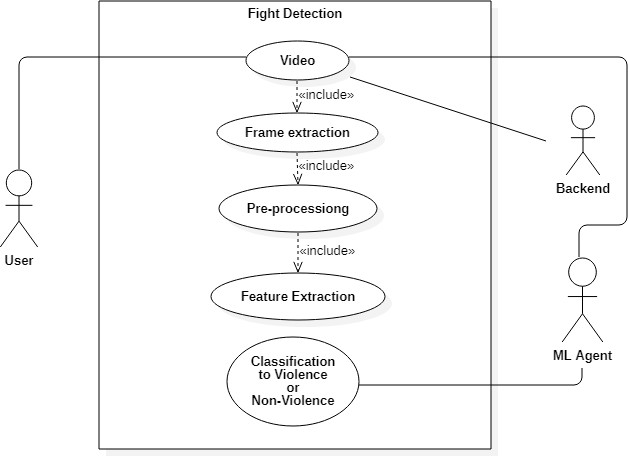 Fight Detection
Video
«include»
Frame extraction
«include»
Pre-processiong
«include»
Feature Extraction
Classification
to Violence
or
Non-Violence
User
Backend
ML Agent